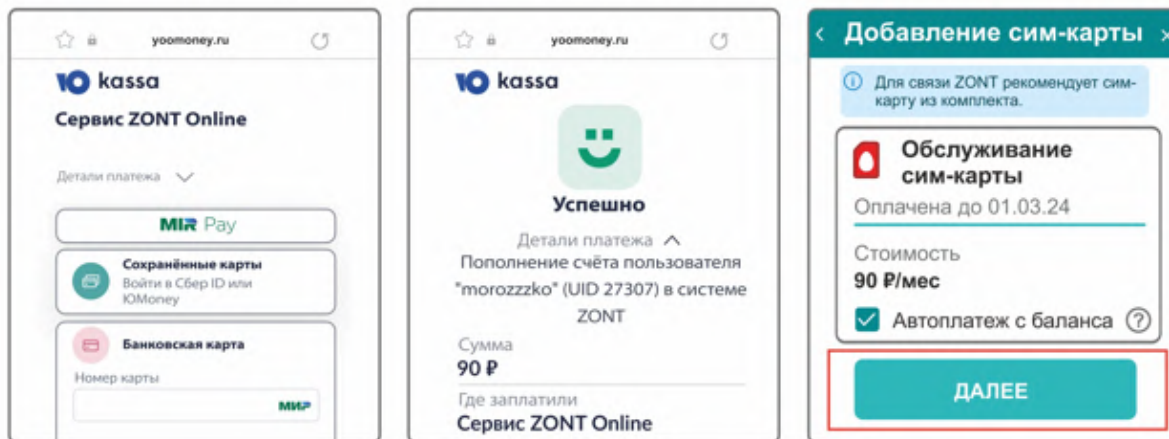 yoomoney.ru
Ю kassa
Сервис ZONT Online
Детали платежа
MIR Pay
Сохранённые карты
Войти в Сбер ID или
ЮMoney
Банковская карта
Номер карты
МИР
yoomoney.ru
Ю kassa
Успешно
Детали платежа
Пополнение счёта пользователя
"morozzzko" (UID 27307) в системе
ZONT
Сумма
90 ₽
Где заплатили
Сервис ZONT Online
Добавление сим-карты
Для связи ZONT рекомендует сим-
карту из комплекта.
Обслуживание
сим-карты
Оплачена до 01.03.24
Стоимость
90 ₽/мес
Автоплатеж с баланса ?
ДАЛЕЕ